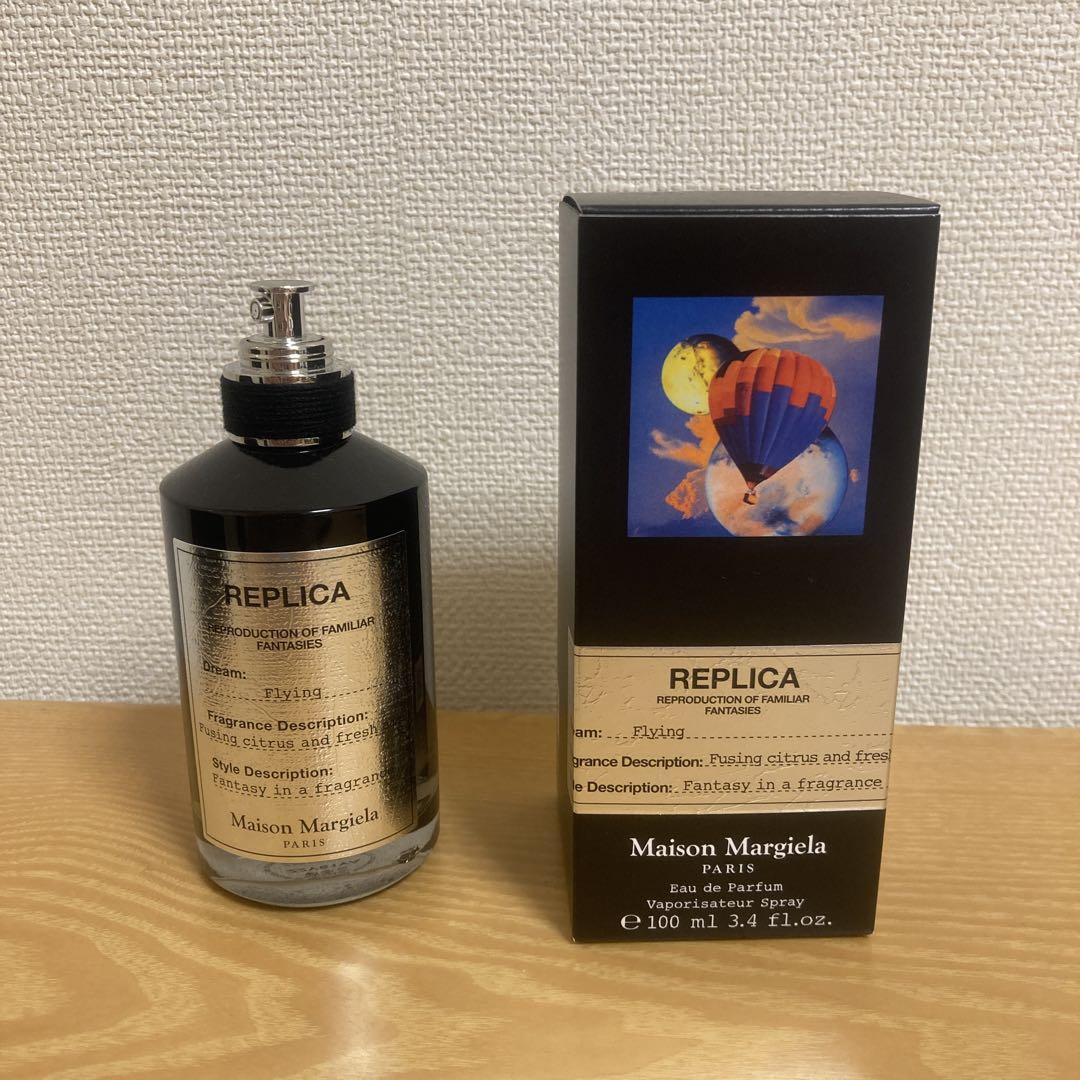 REPLICA
REPRODUCTION OF FAMILIAR
FANTASIES
Dream:
Flying
Fragrance Description:
Fusing citrus and fresh
Style Description:
Fantasy in a fragrance
Maison Margiela
PARIS
REPLICA
REPRODUCTION OF FAMILIAR
FANTASIES
am: Flying
grance Description: Fusing citrus and fres
le Description: Fantasy in a fragrance
Maison Margiela
PARIS
Eau de Parfum
Vaporisateur Spray
℮ 100 ml 3.4 fl.oz.